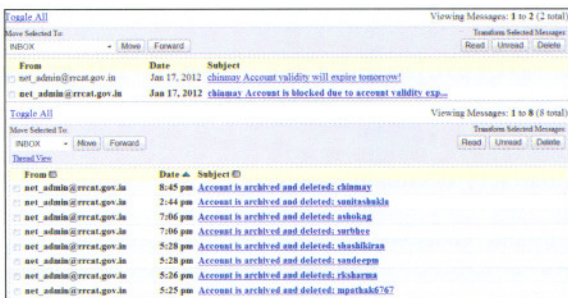 Toggle All Viewing Messages: 1 to 2 (2 total)
Move Selected To: Transform Selected Messages
INBOX Move Forward Read Unread Delete
From Date Subject
net_admin@rrcat.gov.in Jan 17, 2012 chinmay Account validity will expire tomorrow!
net_admin@rrcat.gov.in Jan 17, 2012 chinmay Account is blocked due to account validity exp...
Toggle All Viewing Messages: 1 to 8 (8 total)
Move Selected To: Transform Selected Messages
INBOX Move Forward Read Unread Delete
Thread View
From Date Subject
net_admin@rrcat.gov.in 8:45 pm Account is archived and deleted: chinmay
net_admin@rrcat.gov.in 2:44 pm Account is archived and deleted: sunitashukla
net_admin@rrcat.gov.in 7:06 pm Account is archived and deleted: ashokag
net_admin@rrcat.gov.in 7:06 pm Account is archived and deleted: surbhee
net_admin@rrcat.gov.in 5:28 pm Account is archived and deleted: shashikiran
net_admin@rrcat.gov.in 5:28 pm Account is archived and deleted: sandeepm
net_admin@rrcat.gov.in 5:26 pm Account is archived and deleted: rksharma
net_admin@rrcat.gov.in 5:25 pm Account is archived and deleted: mpathak6767